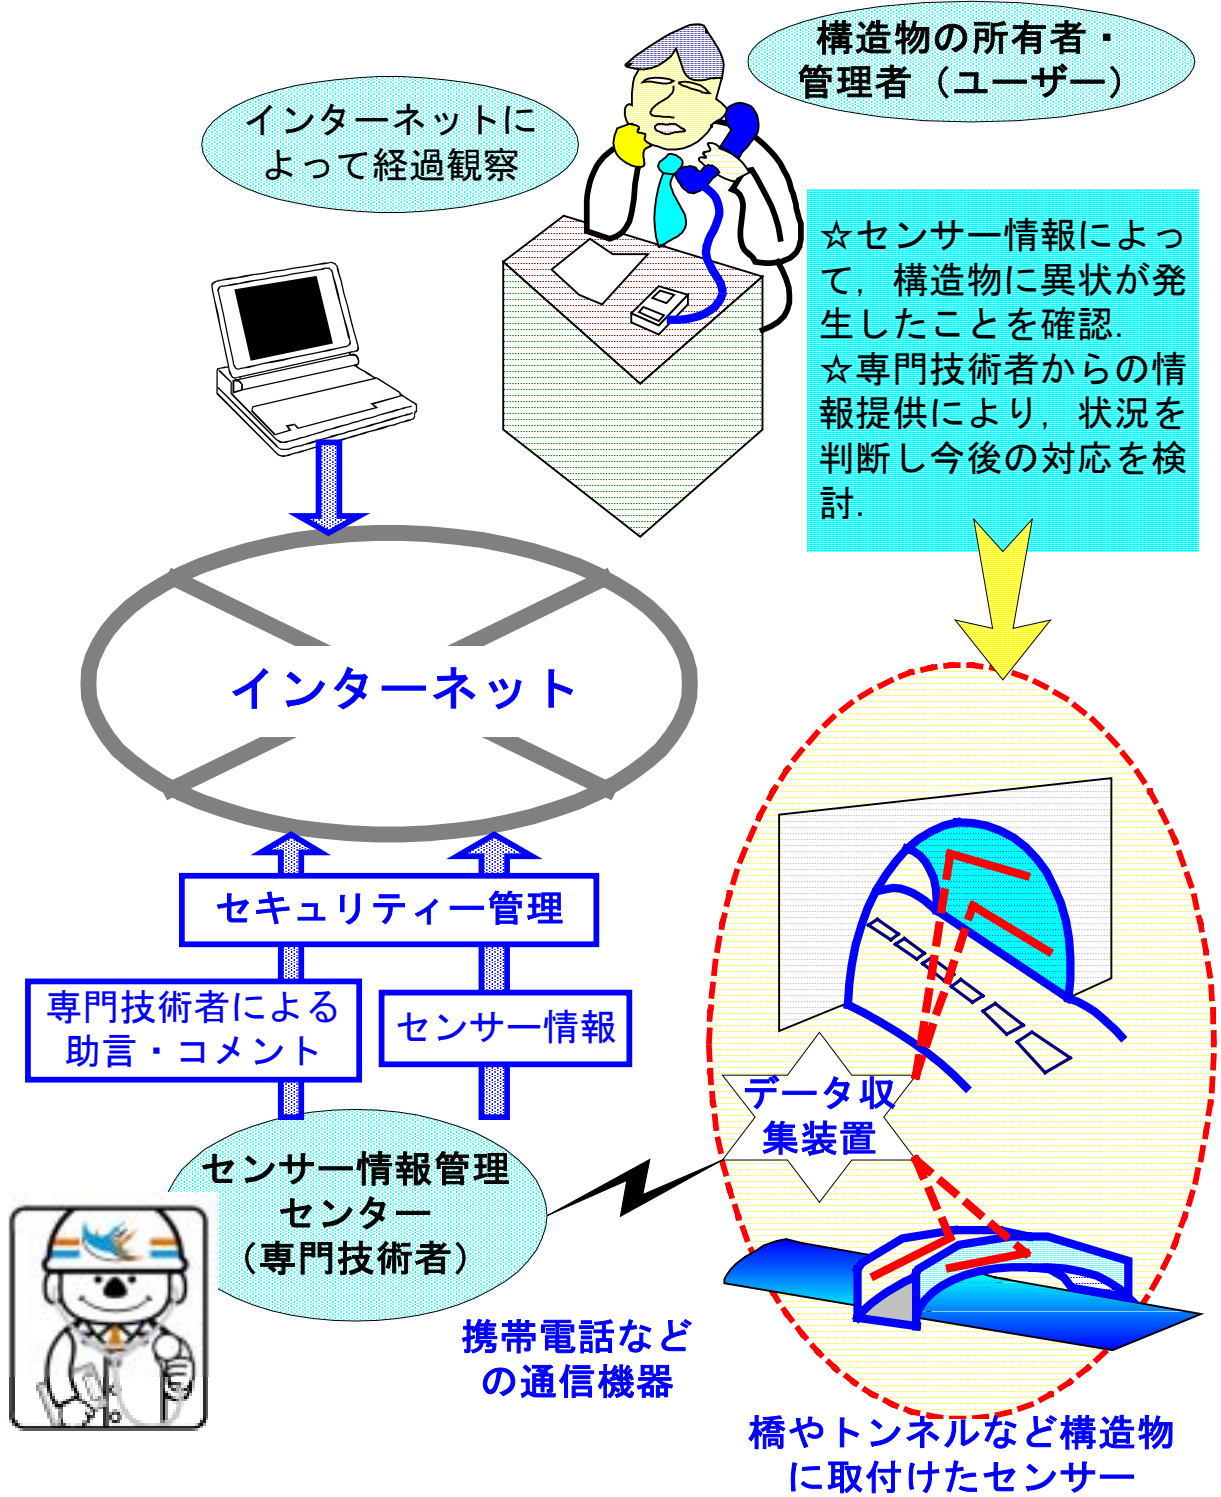 構造物の所有者・
管理者（ユーザー）
インターネットに
よって経過観察
☆センサー情報によっ
て，構造物に異状が発
生したことを確認．
☆専門技術者からの情
報提供により，状況を
判断し今後の対応を検
討．
インターネット
セキュリティー管理
専門技術者による
助言・コメント
センサー情報
データ収
集装置
センサー情報管理
センター
（専門技術者）
携帯電話など
の通信機器
橋やトンネルなど構造物
に取付けたセンサー